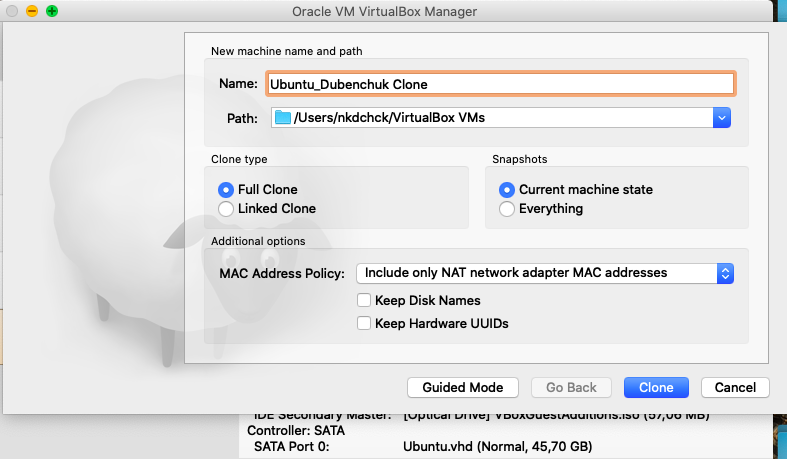 Oracle VM VirtualBox Manager
New machine name and path
Name: Ubuntu_Dubenchuk Clone
Path: /Users/nkdchck/VirtualBox VMs
Clone type
Snapshots
Full Clone
Current machine state
Linked Clone
Everything
Additional options
MAC Address Policy: Include only NAT network adapter MAC addresses
Keep Disk Names
Keep Hardware UUIDs
Guided Mode
Go Back
Clone
Cancel
IDE Secondary Master: [Optical Drive] VBoxGuestAdditions.iso (57,06 MB)
Controller: SATA
SATA Port 0: Ubuntu.vhd (Normal, 45,70 GB)